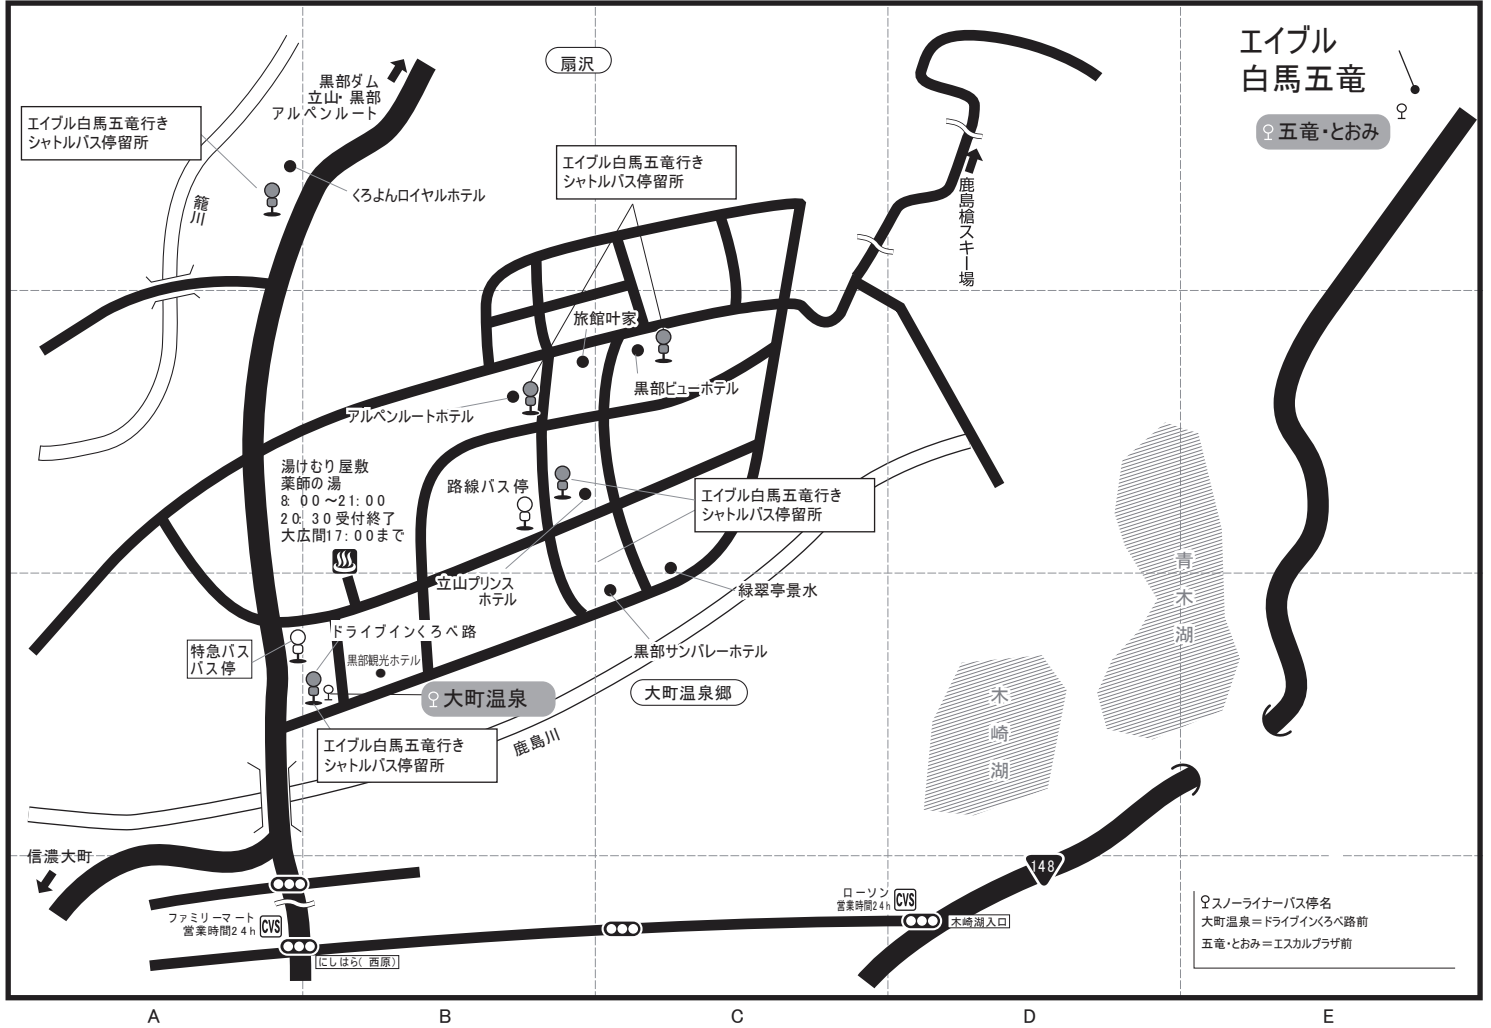 扇沢
エイブル
白馬五竜
五竜・とおみ
黒部ダム
立山・黒部
アルペンルート
エイブル白馬五竜行き
シャトルバス停留所
くろよんロイヤルホテル
籠川
エイブル白馬五竜行き
シャトルバス停留所
鹿島槍スキー場
旅館叶家
黒部ビューホテル
アルペンルートホテル
湯けむり屋敷
薬師の湯
8:00～21:00
20:30受付終了
大広間17:00まで
路線バス停
エイブル白馬五竜行き
シャトルバス停留所
立山プリンス
ホテル
緑翠亭景水
青木湖
特急バス
バス停
ドライブインくろべ路
黒部観光ホテル
黒部サンバレーホテル
大町温泉
大町温泉郷
木崎湖
エイブル白馬五竜行き
シャトルバス停留所
鹿島川
信濃大町
148
ファミリーマート
営業時間24h
CVS
にしはら(西原)
ローソン
営業時間24h
CVS
木崎湖入口
スノーライナーバス停名
大町温泉＝ドライブインくろべ路前
五竜・とおみ＝エスカルプラザ前
A
B
C
D
E